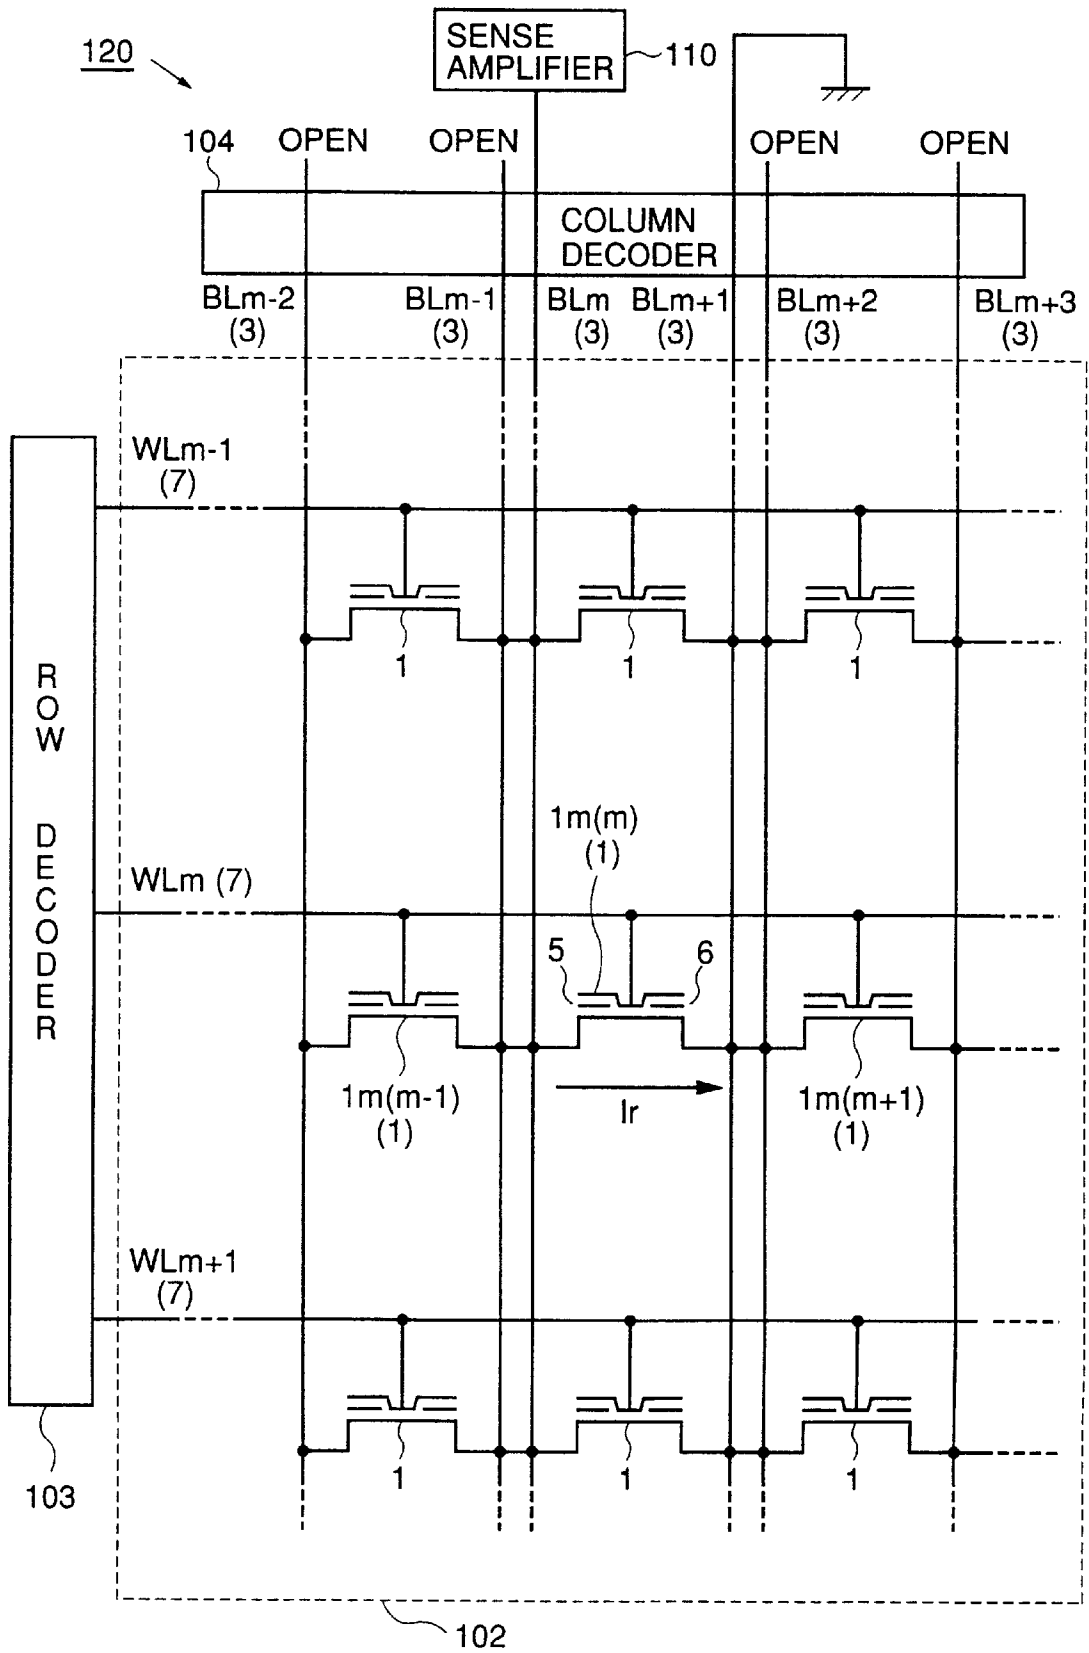 120
SENSE
AMPLIFIER
110
104
OPEN
OPEN
OPEN
OPEN
COLUMN
DECODER
BLm-2
(3)
BLm-1
(3)
BLm
(3)
BLm+1
(3)
BLm+2
(3)
BLm+3
(3)
WLm-1
(7)
1
1
1
ROW DECODER
1m(m)
(1)
WLm (7)
5
6
1m(m-1)
(1)
Ir
1m(m+1)
(1)
WLm+1
(7)
1
1
1
103
102